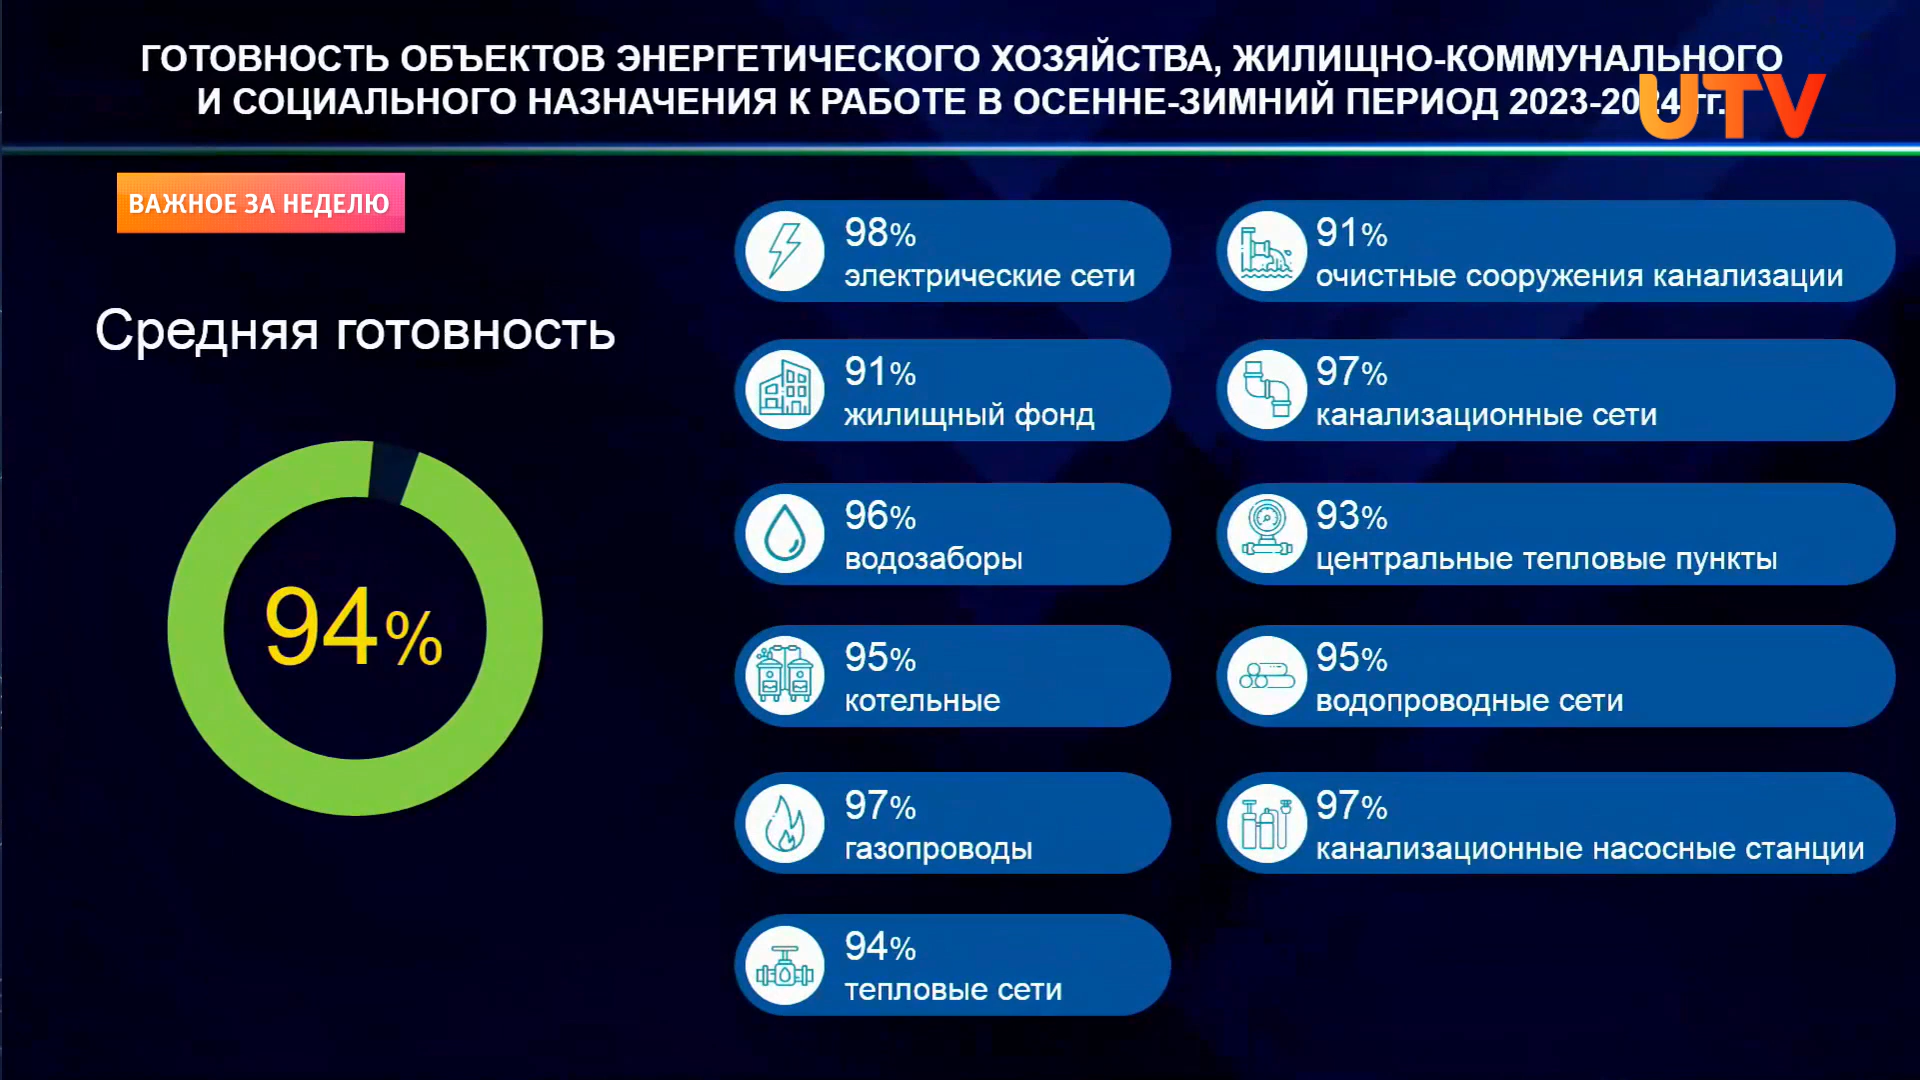 ГОТОВНОСТЬ ОБЪЕКТОВ ЭНЕРГЕТИЧЕСКОГО ХОЗЯЙСТВА, ЖИЛИЩНО-КОММУНАЛЬНОГО
И СОЦИАЛЬНОГО НАЗНАЧЕНИЯ К РАБОТЕ В ОСЕННЕ-ЗИМНИЙ ПЕРИОД 2023-2024 гг.
UTV
ВАЖНОЕ ЗА НЕДЕЛЮ
Средняя готовность
94%
98%
электрические сети
91%
жилищный фонд
96%
водозаборы
95%
котельные
97%
газопроводы
94%
тепловые сети
91%
очистные сооружения канализации
97%
канализационные сети
93%
центральные тепловые пункты
95%
водопроводные сети
97%
канализационные насосные станции